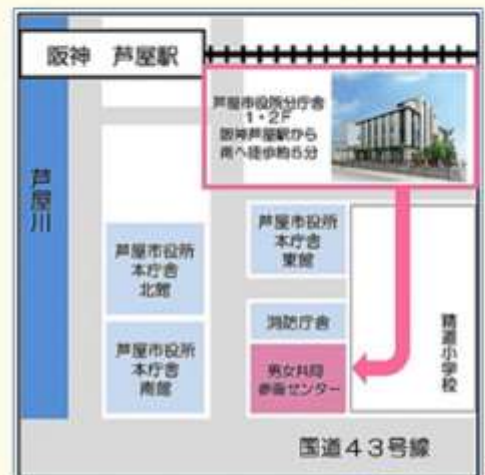 阪神 芦屋駅
芦屋市役所分庁舎
1・2F
阪神芦屋駅から
南へ徒歩約5分
芦屋川
芦屋市役所
本庁舎
北館
芦屋市役所
本庁舎
東館
消防庁舎
芦屋市役所
本庁舎
南館
男女共同
参画センター
精道小学校
国道43号線